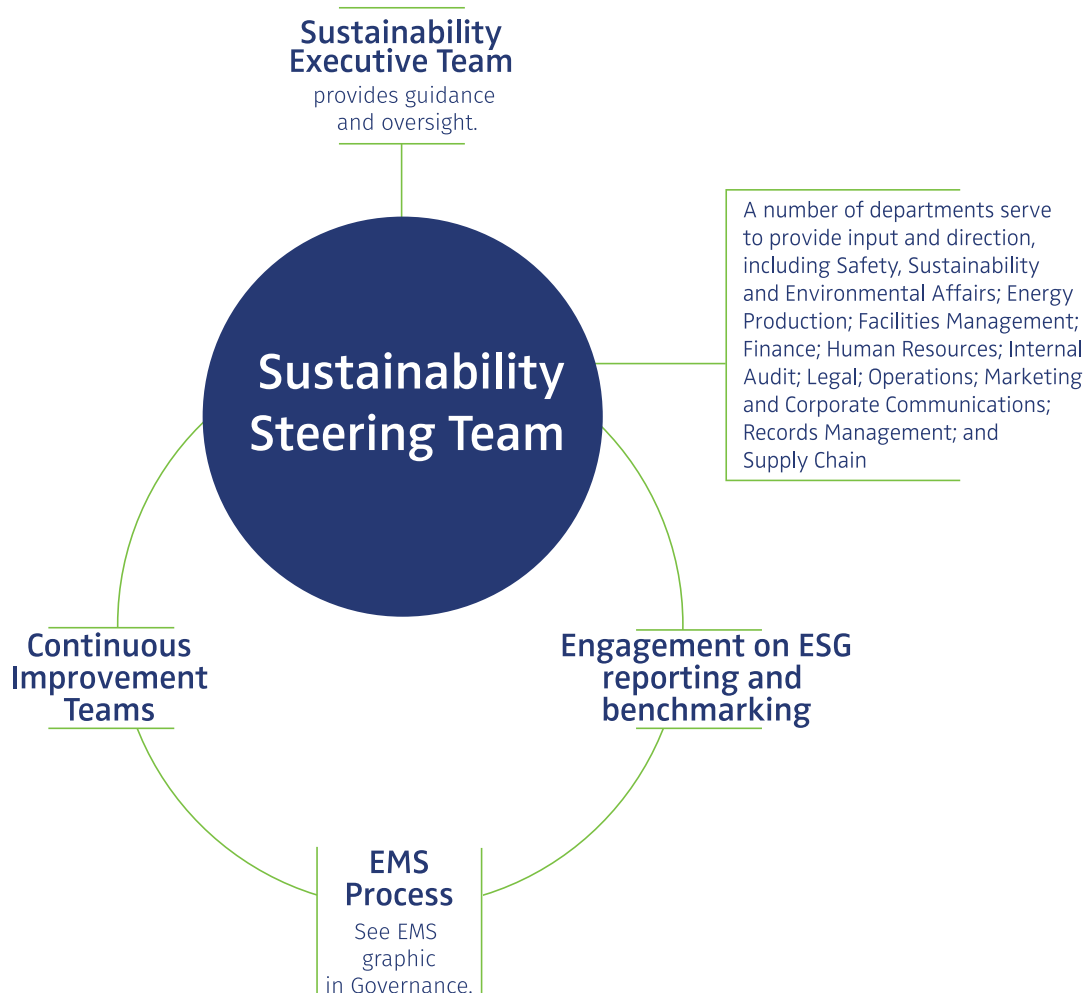 Sustainability
Executive Team
provides guidance
and oversight.
A number of departments serve
to provide input and direction,
including Safety, Sustainability
and Environmental Affairs; Energy
Production; Facilities Management;
Finance; Human Resources; Internal
Audit; Legal; Operations; Marketing
and Corporate Communications;
Records Management; and
Supply Chain
Sustainability
Steering Team
Continuous
Improvement
Teams
Engagement on ESG
reporting and
benchmarking
EMS
Process
See EMS
graphic
in Governance.